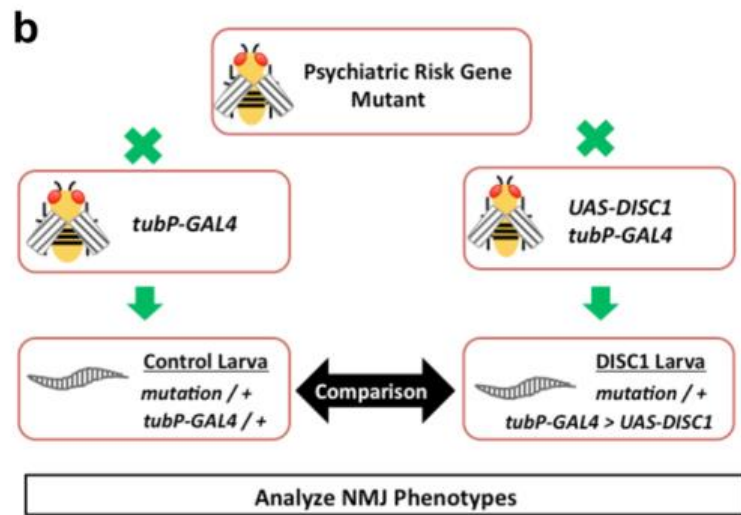 b
Psychiatric Risk Gene
Mutant
tubP-GAL4
UAS-DISC1
tubP-GAL4
Control Larva
mutation / +
tubP-GAL4 / +
Comparison
DISC1 Larva
mutation / +
tubP-GAL4 > UAS-DISC1
Analyze NMJ Phenotypes